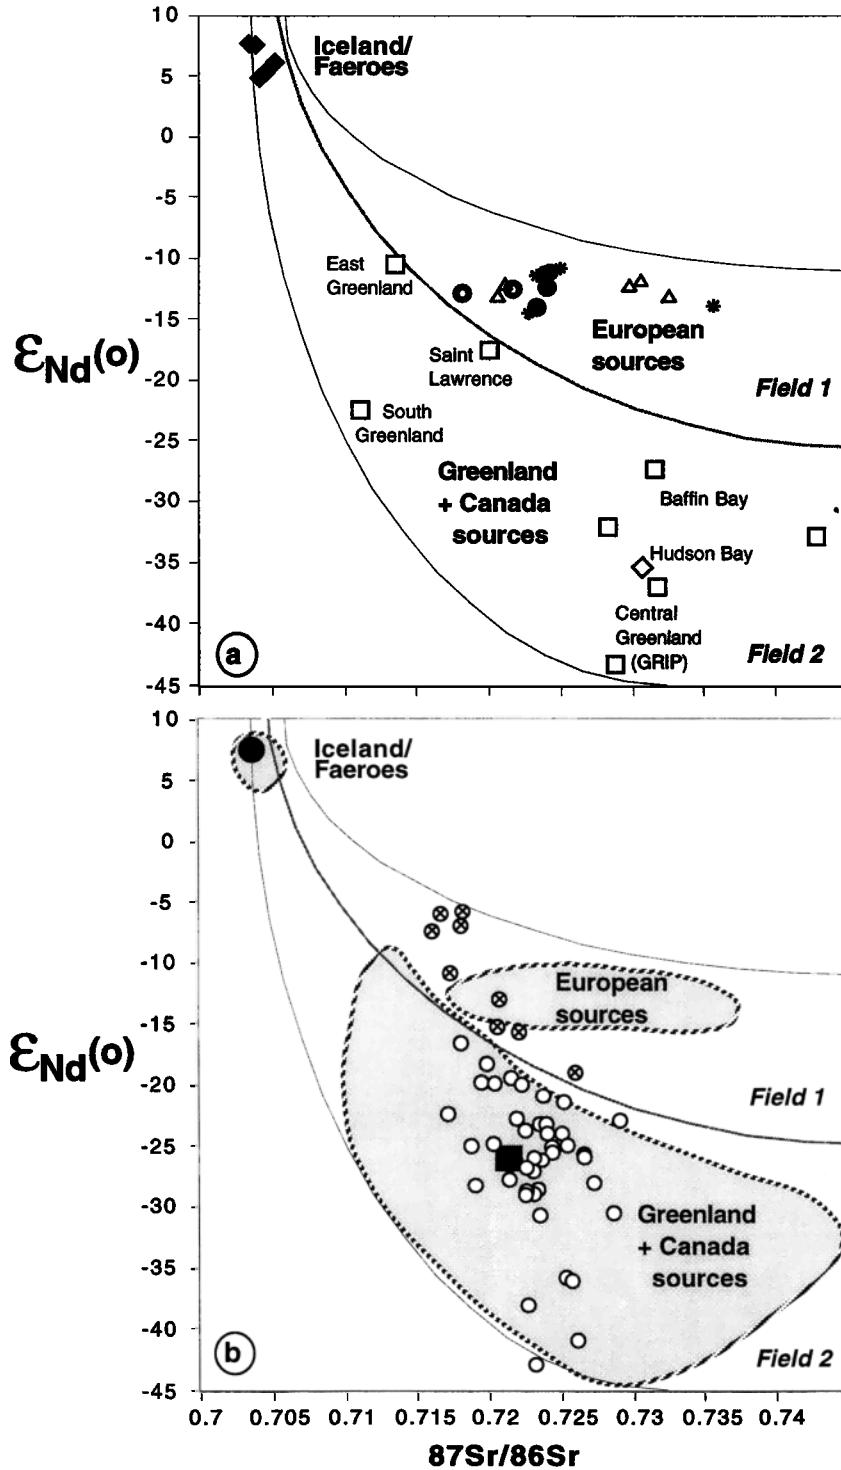 10
5
0
-5
-10
-15
-20
-25
-30
-35
-40
-45
εNd(o)
Iceland/
Faeroes
East
Greenland
Saint
Lawrence
South
Greenland
European
sources
Field 1
Greenland
+ Canada
sources
Baffin Bay
Hudson Bay
Central
Greenland
(GRIP)
Field 2
a
10
5
0
-5
-10
-15
-20
-25
-30
-35
-40
-45
εNd(o)
Iceland/
Faeroes
European
sources
Field 1
Greenland
+ Canada
sources
Field 2
b
0.7 0.705 0.71 0.715 0.72 0.725 0.73 0.735 0.74
87Sr/86Sr